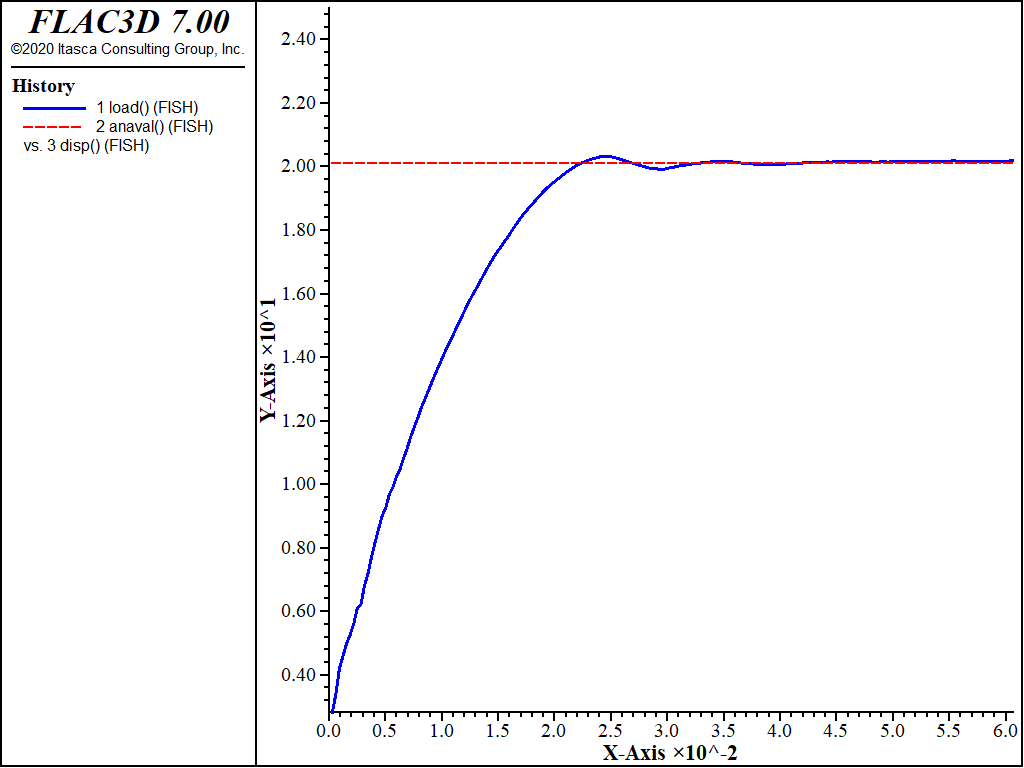 FLAC3D 7.00
©2020 Itasca Consulting Group, Inc.
History
1 load() (FISH)
2 anaval() (FISH)
vs. 3 disp() (FISH)
2.40
2.20
2.00
1.80
1.60
1.40
1.20
1.00
0.80
0.60
0.40
Y-Axis ×10^1
0.0 0.5 1.0 1.5 2.0 2.5 3.0 3.5 4.0 4.5 5.0 5.5 6.0
X-Axis ×10^-2